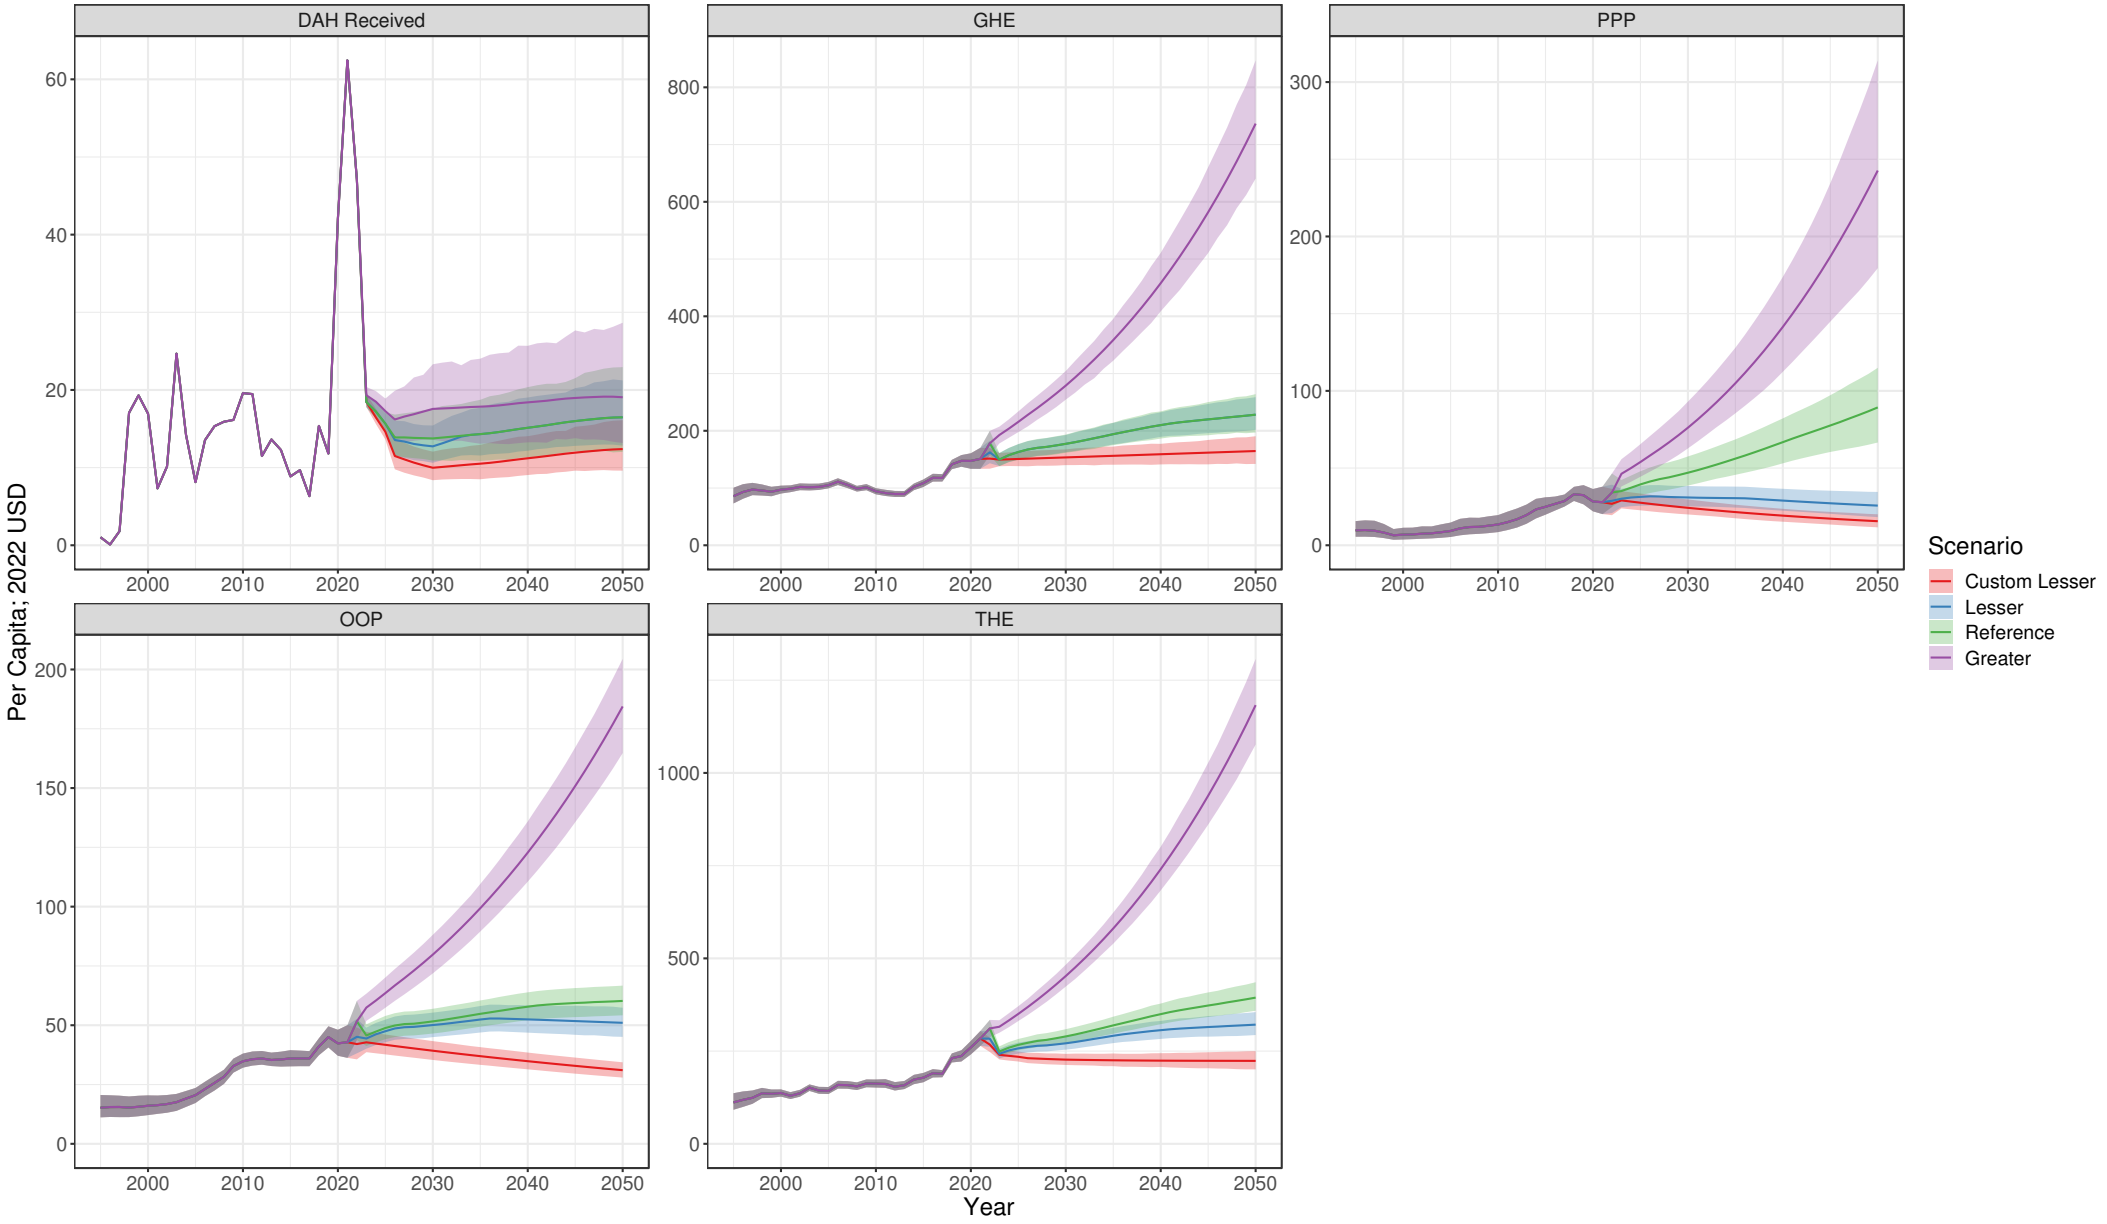 DAH Received
GHE
PPP
60
40
20
0
2000 2010 2020 2030 2040 2050
800
600
400
200
0
2000 2010 2020 2030 2040 2050
300
200
100
0
2000 2010 2020 2030 2040 2050
OOP
THE
200
150
100
50
0
2000 2010 2020 2030 2040 2050
1000
500
0
2000 2010 2020 2030 2040 2050
Per Capita; 2022 USD
Year
Scenario
Custom Lesser
Lesser
Reference
Greater